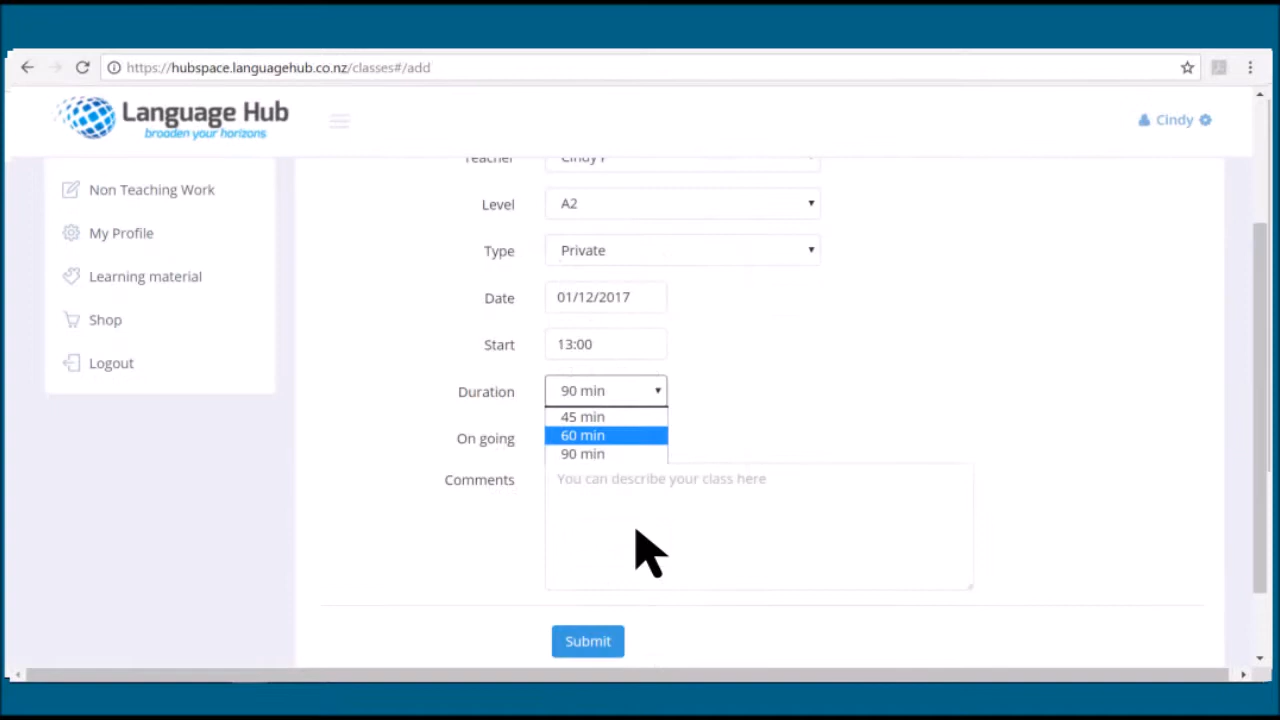 https://hubspace.languagehub.co.nz/classes#/add
Language Hub
broaden your horizons
Cindy
Non Teaching Work
My Profile
Learning material
Shop
Logout
Teacher
Level A2
Type Private
Date 01/12/2017
Start 13:00
Duration 90 min
45 min
60 min
90 min
On going
Comments You can describe your class here
Submit